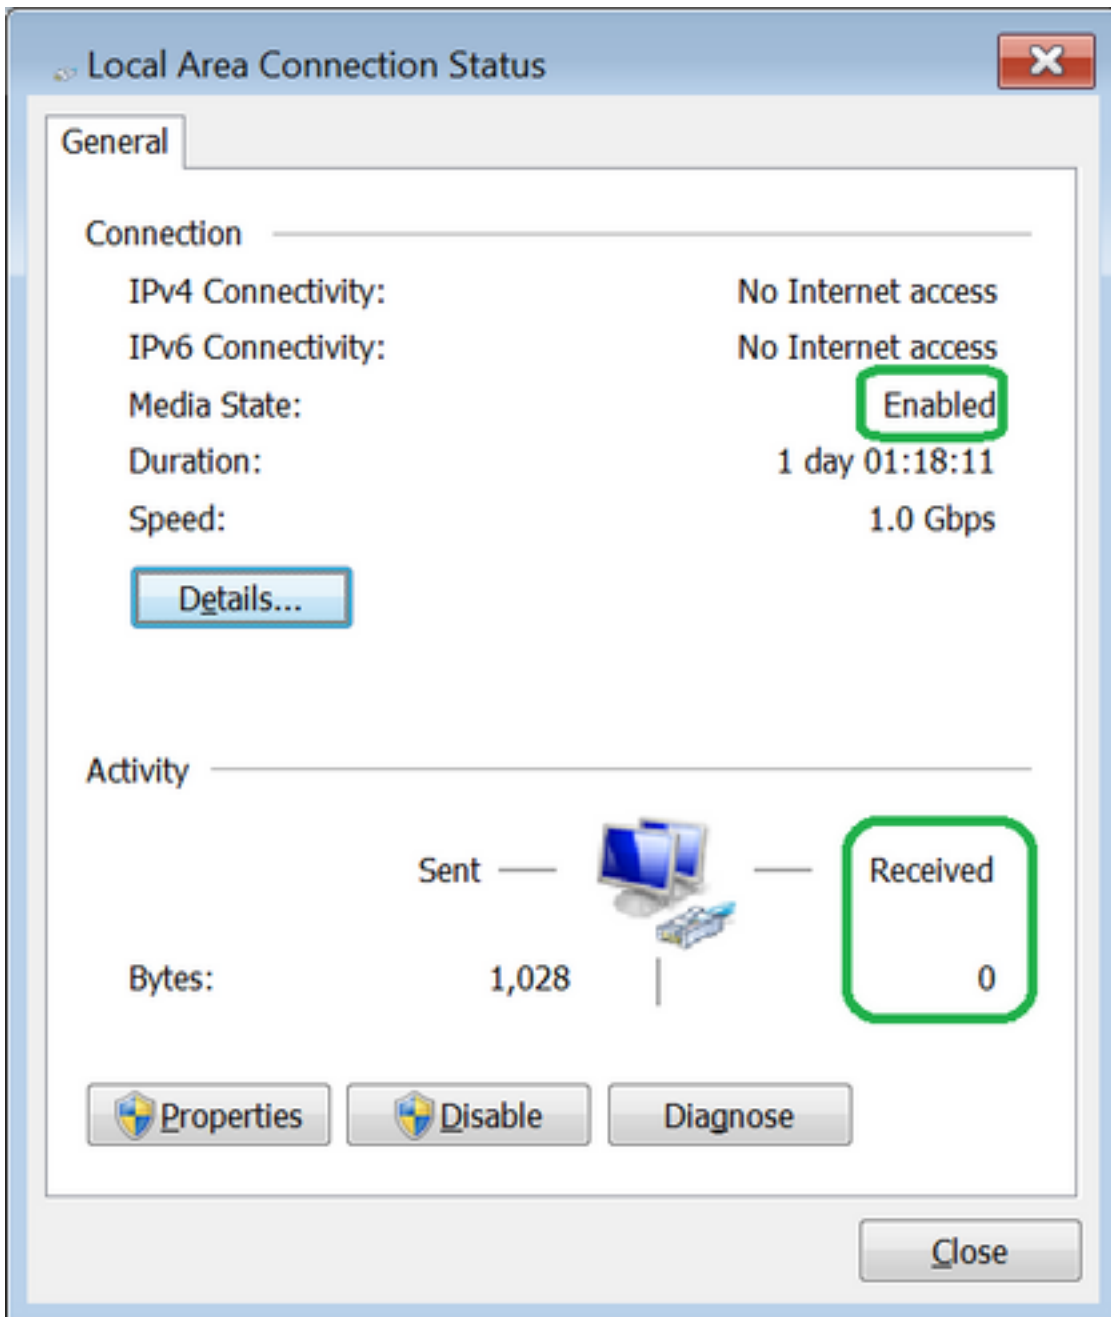 Local Area Connection Status
General
Connection
IPv4 Connectivity: No Internet access
IPv6 Connectivity: No Internet access
Media State: Enabled
Duration: 1 day 01:18:11
Speed: 1.0 Gbps
Details...
Activity
Sent Received
Bytes: 1,028 0
Properties Disable Diagnose
Close